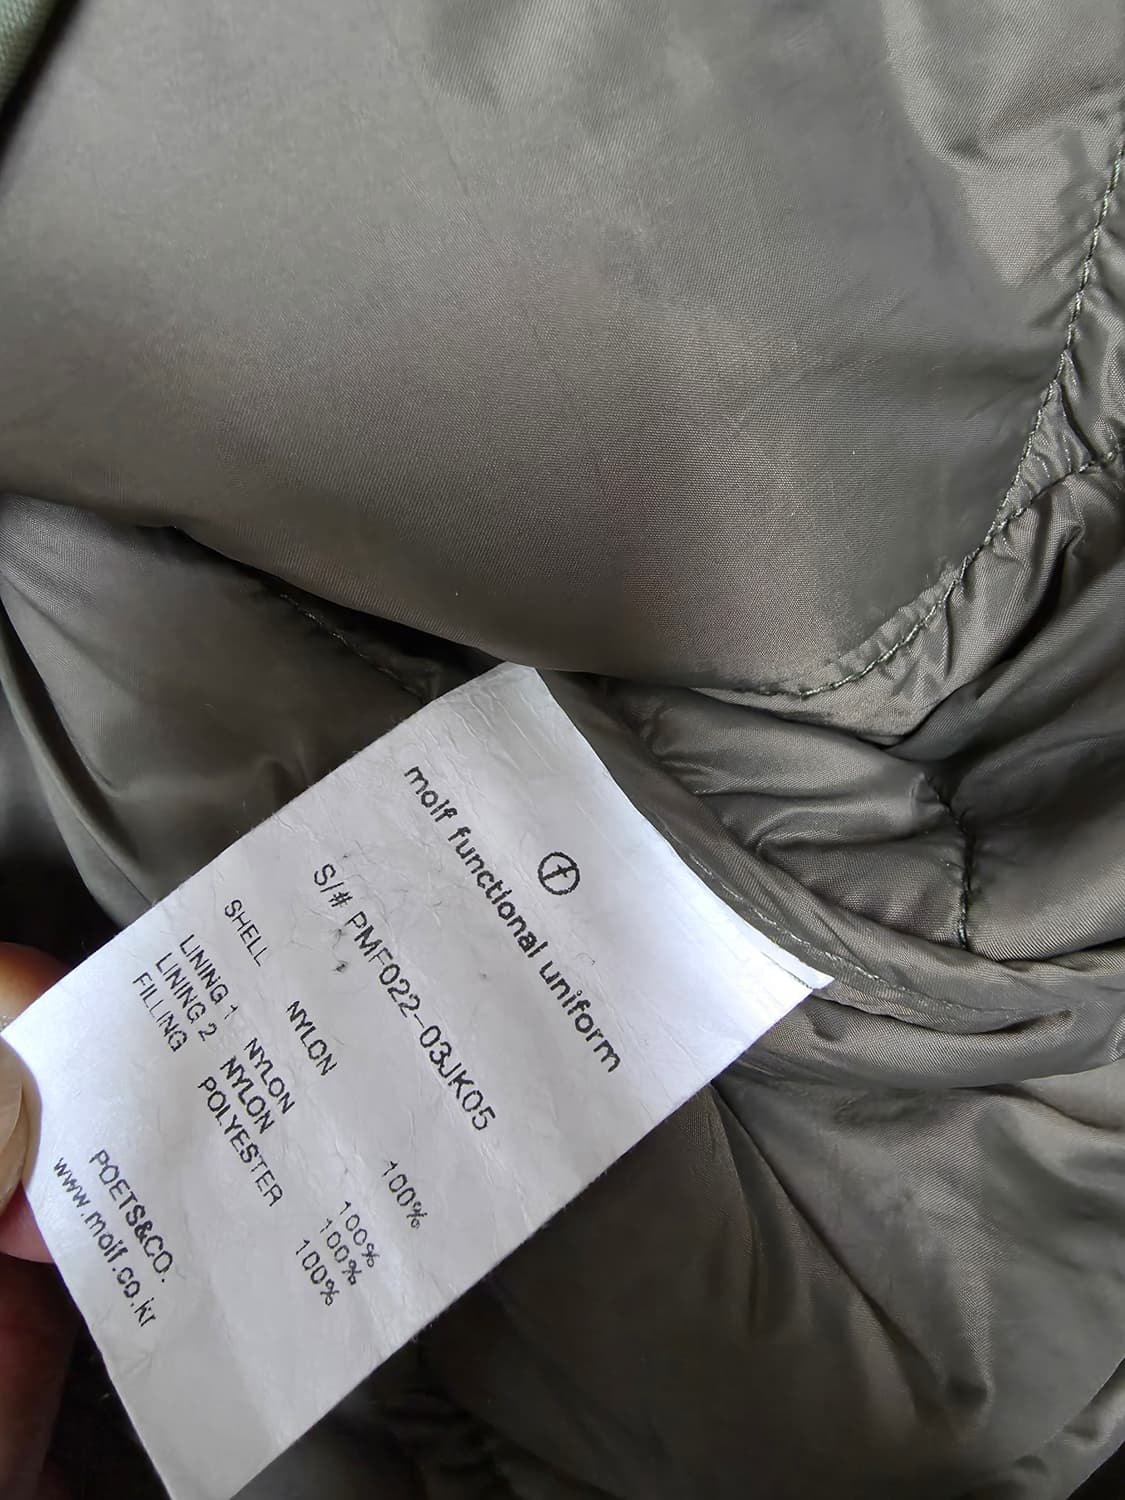 molf functional uniform
S/# PMF022-03JK05
SHELL NYLON 100%
LINING 1 NYLON 100%
LINING 2 NYLON 100%
FILLING POLYESTER 100%
POETS&CO.
www.molf.co.kr